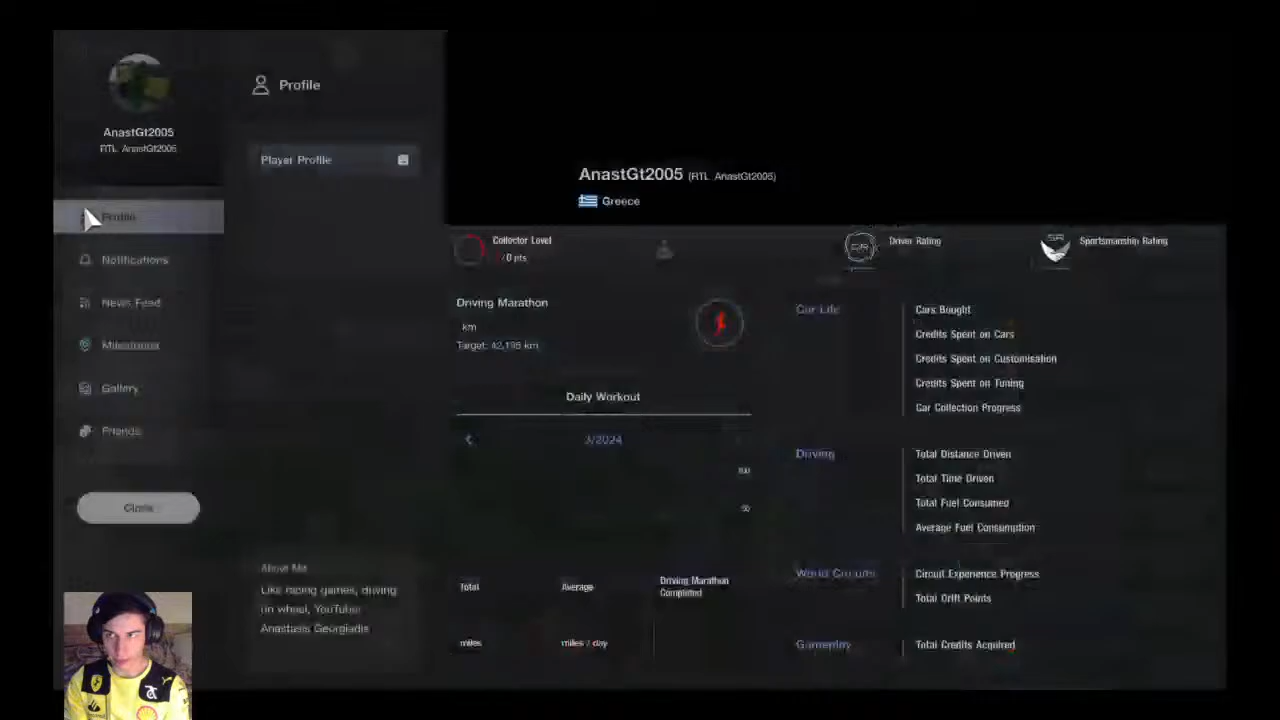 AnastGt2005
RTL AnastGt2005
Profile
Notifications
News Feed
Milestones
Gallery
Friends
Close
Profile
Player Profile
About Me
Like racing games, driving
on wheel, YouTube:
Anastasis Georgiadis
AnastGt2005 (RTL AnastGt2005)
Greece
Collector Level
/0 pts
Driver Rating
Sportsmanship Rating
Driving Marathon
km
Target: 42,195 km
Daily Workout
3/2024
100
50
Total
Average
Driving Marathon
Completed
miles
miles / day
Car Life
Cars Bought
Credits Spent on Cars
Credits Spent on Customisation
Credits Spent on Tuning
Car Collection Progress
Driving
Total Distance Driven
Total Time Driven
Total Fuel Consumed
Average Fuel Consumption
World Circuits
Circuit Experience Progress
Total Drift Points
Gameplay
Total Credits Acquired